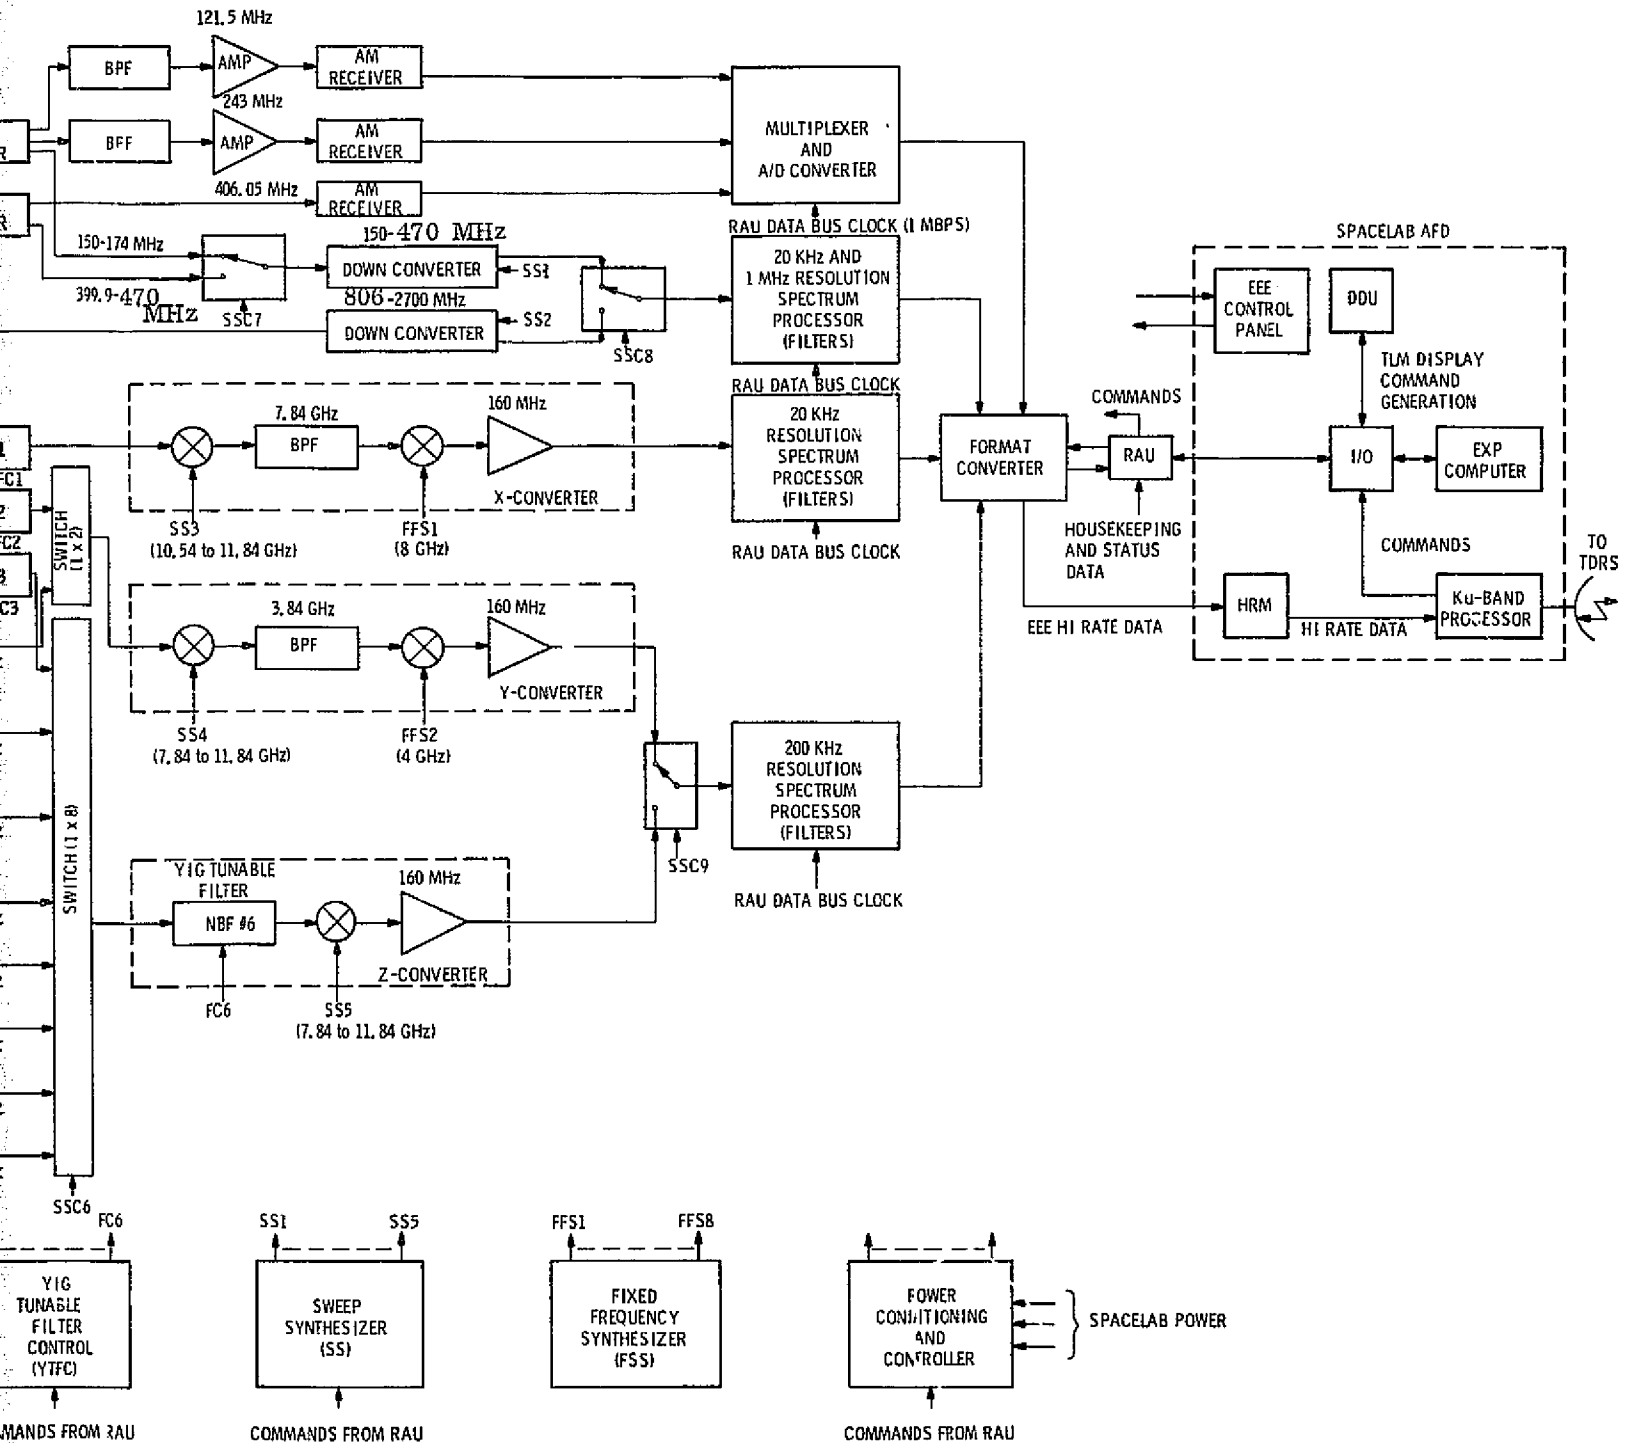 121.5 MHz
BPF
AMP
AM
RECEIVER
243 MHz
BFF
AMP
AM
RECEIVER
MULTIPLEXER
AND
A/D CONVERTER
R
406.05 MHz
AM
RECEIVER
R
RAU DATA BUS CLOCK (1 MBPS)
SPACELAB AFD
150-174 MHz
150-470 MHz
DOWN CONVERTER
SS1
20 KHz AND
1 MHz RESOLUTION
SPECTRUM
PROCESSOR
(FILTERS)
EEE
CONTROL
PANEL
DDU
399.9-470
MHz
SSC7
806-2700 MHz
DOWN CONVERTER
SS2
SSC8
TLM DISPLAY
COMMAND
GENERATION
RAU DATA BUS CLOCK
COMMANDS
7.84 GHz
BPF
160 MHz
X-CONVERTER
20 KHz
RESOLUTION
SPECTRUM
PROCESSOR
(FILTERS)
FORMAT
CONVERTER
RAU
I/O
EXP
COMPUTER
1
FC1
2
FC2
3
C3
SWITCH
(1 x 2)
SS3
(10.54 to 11.84 GHz)
FFS1
(8 GHz)
RAU DATA BUS CLOCK
HOUSEKEEPING
AND STATUS
DATA
COMMANDS
TO
TDRS
3.84 GHz
BPF
160 MHz
Y-CONVERTER
HRM
Ku-BAND
PROCESSOR
EEE HI RATE DATA
HI RATE DATA
SS4
(7.84 to 11.84 GHz)
FFS2
(4 GHz)
200 KHz
RESOLUTION
SPECTRUM
PROCESSOR
(FILTERS)
SWITCH (1 x 8)
SSC9
YIG TUNABLE
FILTER
NBF #6
160 MHz
Z-CONVERTER
RAU DATA BUS CLOCK
FC6
SS5
(7.84 to 11.84 GHz)
SSC6
FC6
SS1
SS5
FFS1
FFS8
YIG
TUNABLE
FILTER
CONTROL
(YTFC)
SWEEP
SYNTHESIZER
(SS)
FIXED
FREQUENCY
SYNTHESIZER
(FSS)
POWER
CONDITIONING
AND
CONTROLLER
SPACELAB POWER
MMANDS FROM RAU
COMMANDS FROM RAU
COMMANDS FROM RAU